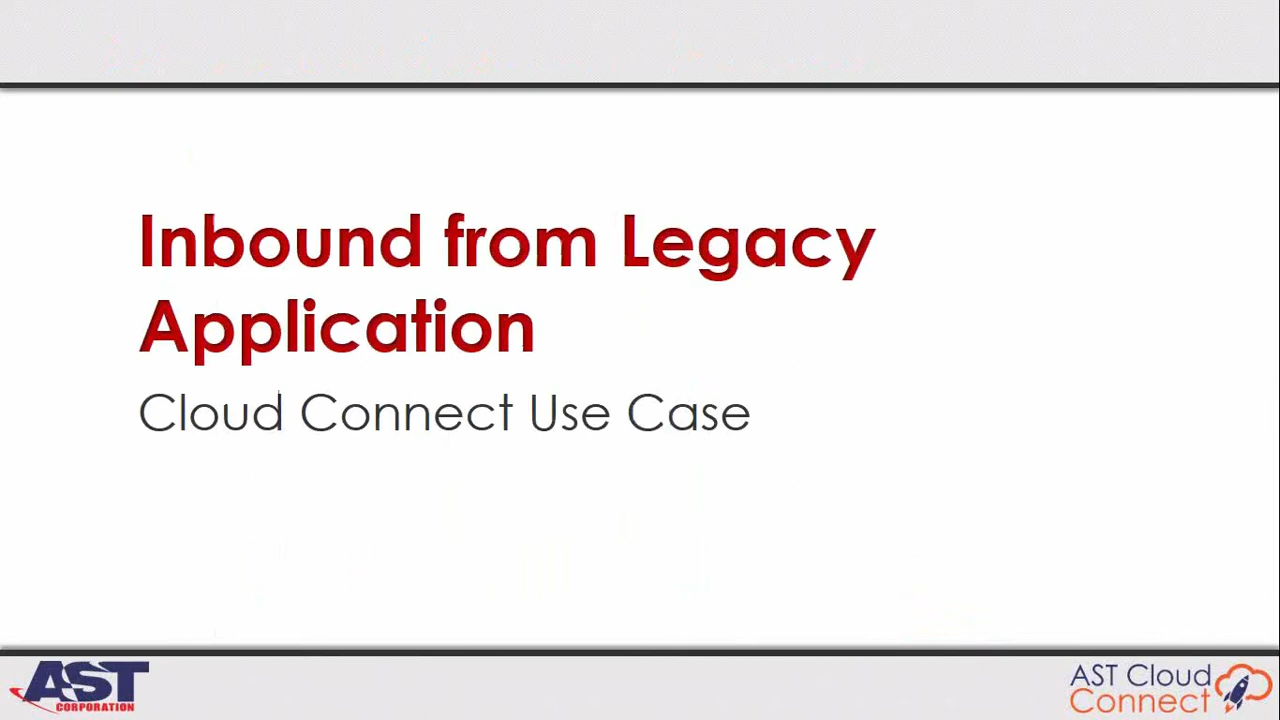 Inbound from Legacy
Application
Cloud Connect Use Case
AST
CORPORATION
AST Cloud
Connect